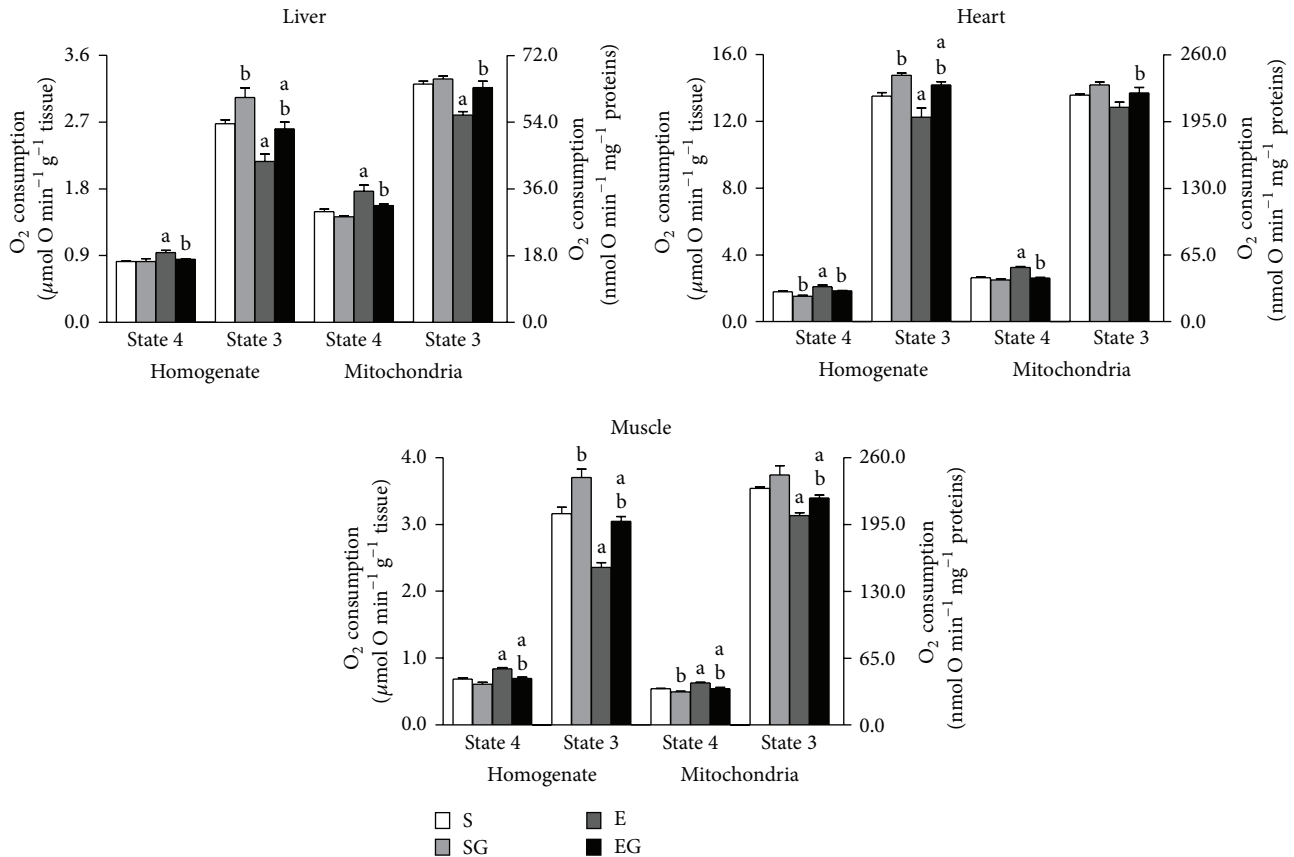 Liver
3.6
2.7
1.8
0.9
0.0
O2 consumption
(μmol O min−1 g−1 tissue)
a
b
b
a
a
b
a
b
a
b
72.0
54.0
36.0
18.0
0.0
O2 consumption
(nmol O min−1 mg−1 proteins)
State 4
State 3
State 4
State 3
Homogenate
Mitochondria
Heart
16.0
12.0
8.0
4.0
0.0
O2 consumption
(μmol O min−1 g−1 tissue)
b
a
b
b
a
a
b
a
b
b
260.0
195.0
130.0
65.0
0.0
O2 consumption
(nmol O min−1 mg−1 proteins)
State 4
State 3
State 4
State 3
Homogenate
Mitochondria
Muscle
4.0
3.0
2.0
1.0
0.0
O2 consumption
(μmol O min−1 g−1 tissue)
a
a
b
b
a
a
b
b
a
a
b
a
a
b
260.0
195.0
130.0
65.0
0.0
O2 consumption
(nmol O min−1 mg−1 proteins)
State 4
State 3
State 4
State 3
Homogenate
Mitochondria
S
SG
E
EG